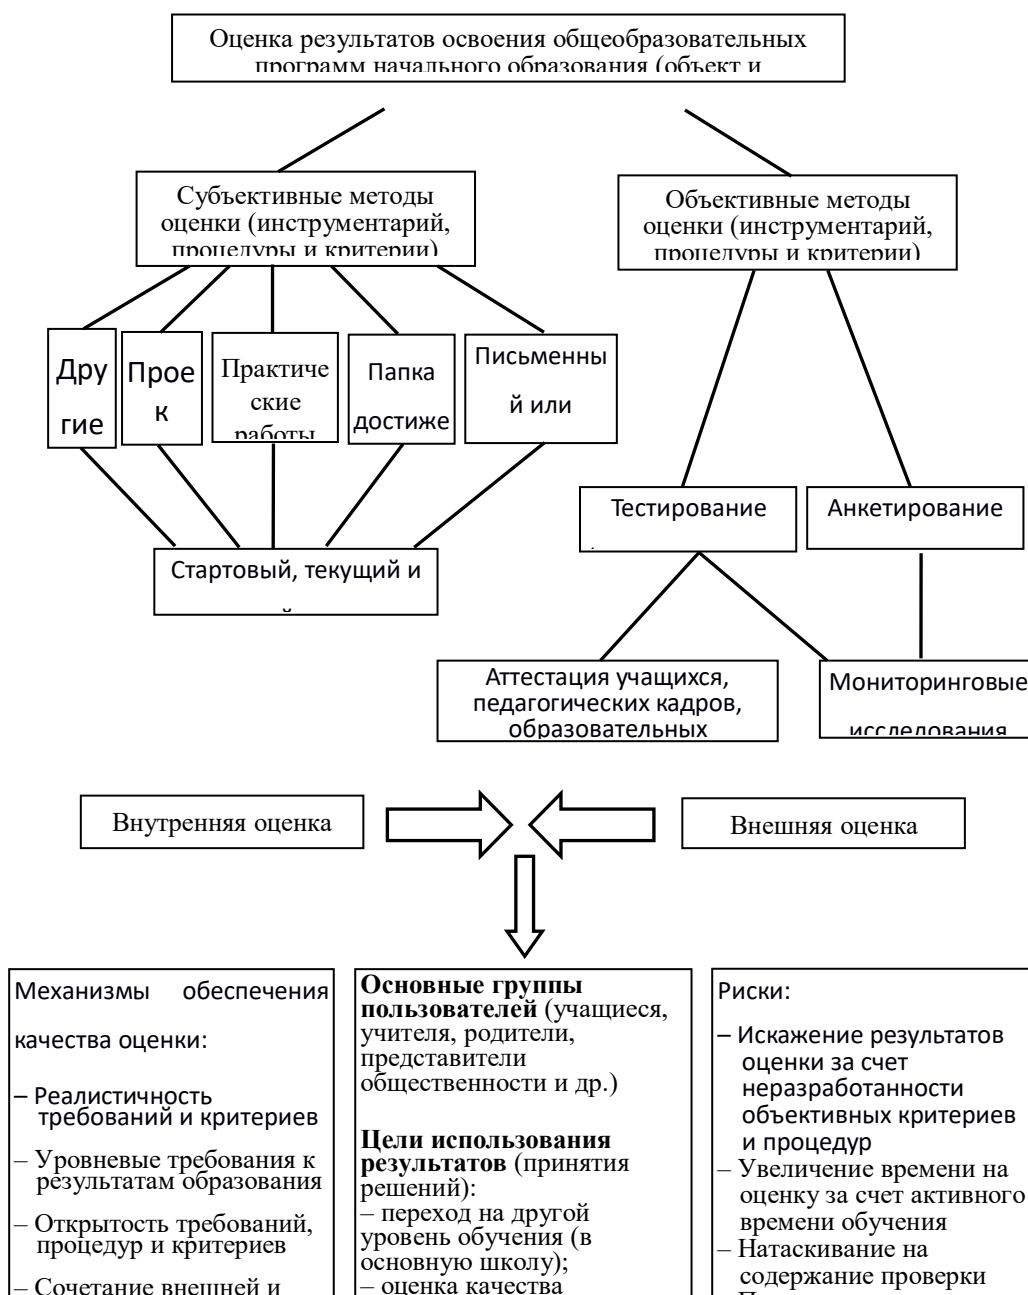 Оценка результатов освоения общеобразовательных
программ начального образования (объект и
Субъективные методы
оценки (инструментарий,
процедуры и критерии)
Объективные методы
оценки (инструментарий,
процедуры и критерии)
Дру
гие
Прое
к
Практиче
ские
работы
Папка
достиже
Письменны
й или
Тестирование
Анкетирование
Стартовый, текущий и
Аттестация учащихся,
педагогических кадров,
образовательных
Мониторинговые
исследования
Внутренняя оценка
Внешняя оценка
Механизмы обеспечения
качества оценки:
– Реалистичность
требований и критериев
– Уровневые требования к
результатам образования
– Открытость требований,
процедур и критериев
– Сочетание внешней и
Основные группы
пользователей (учащиеся,
учителя, родители,
представители
общественности и др.)
Цели использования
результатов (принятия
решений):
– переход на другой
уровень обучения (в
основную школу);
– оценка качества
Риски:
– Искажение результатов
оценки за счет
неразработанности
объективных критериев
и процедур
– Увеличение времени на
оценку за счет активного
времени обучения
– Натаскивание на
содержание проверки